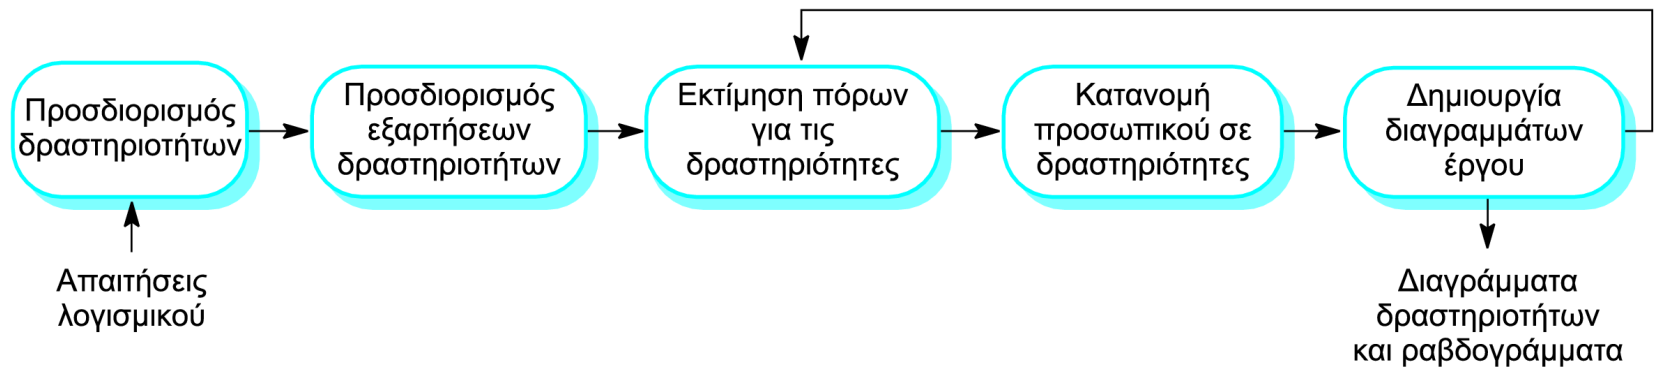 Προσδιορισμός
δραστηριοτήτων
Προσδιορισμός
εξαρτήσεων
δραστηριοτήτων
Εκτίμηση πόρων
για τις
δραστηριότητες
Κατανομή
προσωπικού σε
δραστηριότητες
Δημιουργία
διαγραμμάτων
έργου
Απαιτήσεις
λογισμικού
Διαγράμματα
δραστηριοτήτων
και ραβδογράμματα